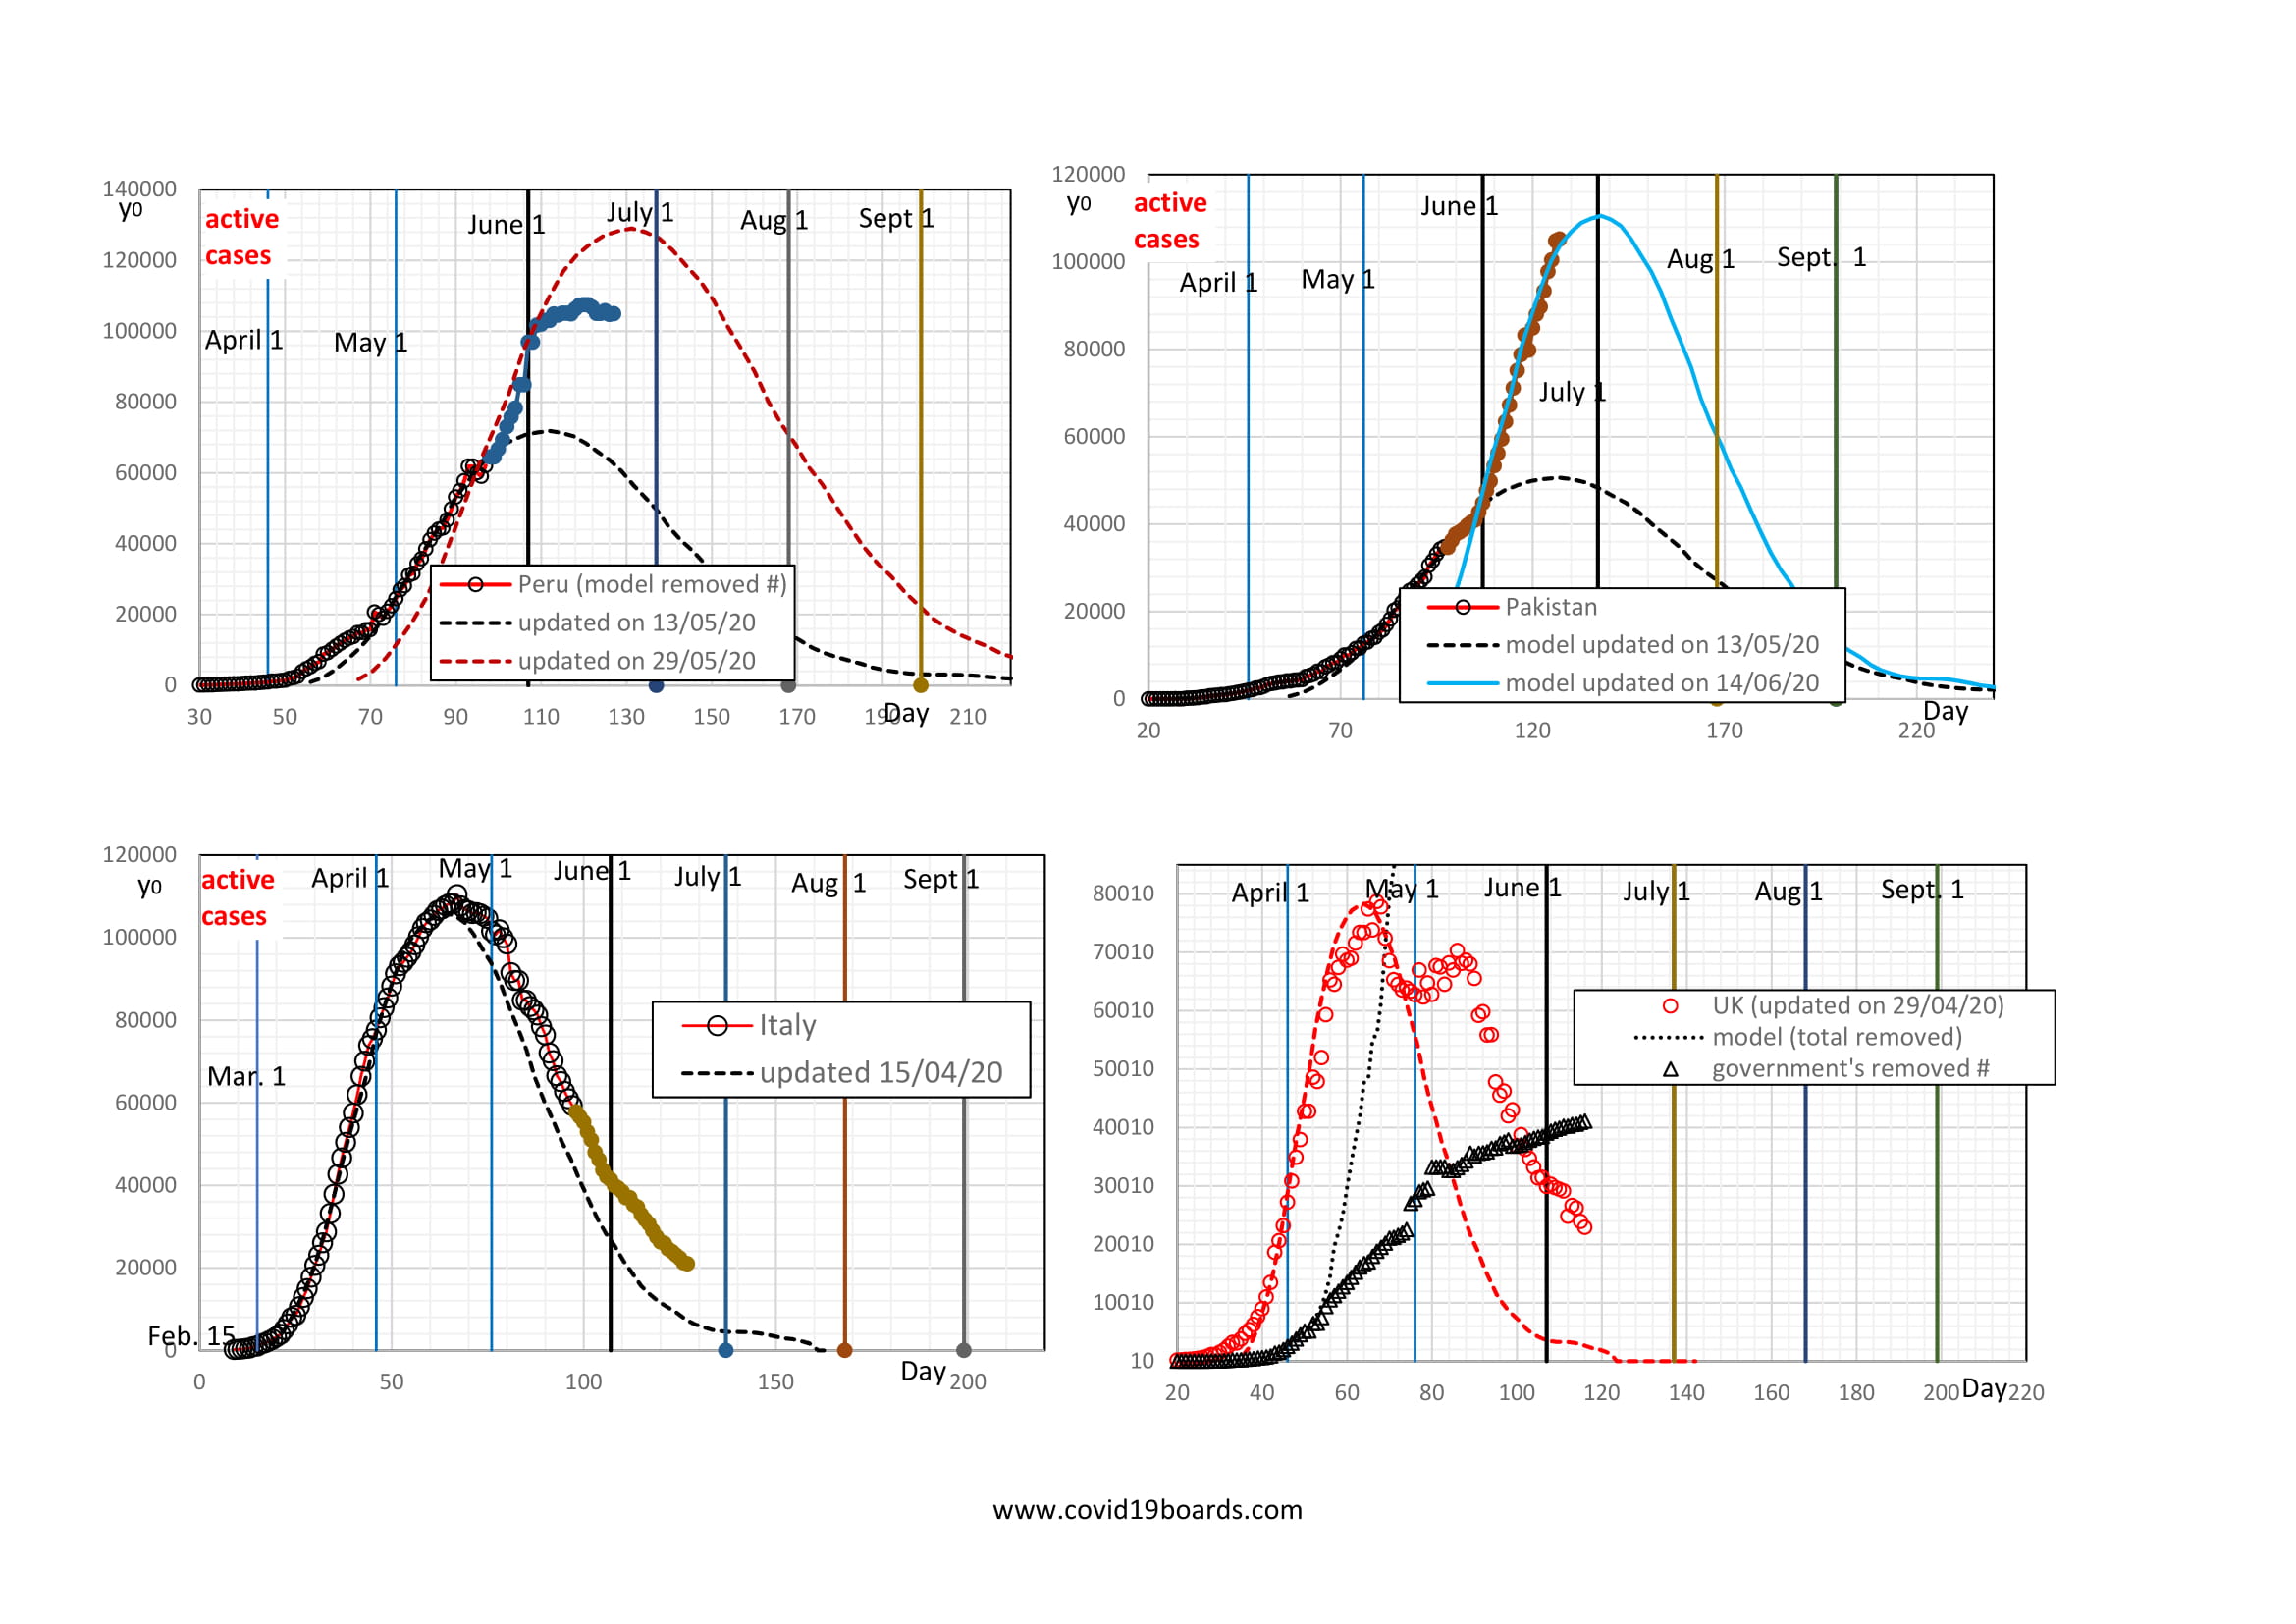 140000
y0
active
cases
120000
100000
80000
60000
40000
20000
0
April 1
May 1
June 1
July 1
Aug 1
Sept 1
Peru (model removed #)
updated on 13/05/20
updated on 29/05/20
30 50 70 90 110 130 150 170 190 210
Day
120000
y0
active
cases
100000
80000
60000
40000
20000
0
April 1
May 1
June 1
July 1
Aug 1
Sept. 1
Pakistan
model updated on 13/05/20
model updated on 14/06/20
20 70 120 170 220
Day
120000
y0
active
cases
100000
80000
60000
40000
20000
0
Feb. 15
Mar. 1
April 1
May 1
June 1
July 1
Aug 1
Sept 1
Italy
updated 15/04/20
0 50 100 150 200
Day
80010
70010
60010
50010
40010
30010
20010
10010
10
April 1
May 1
June 1
July 1
Aug 1
Sept. 1
UK (updated on 29/04/20)
model (total removed)
government's removed #
20 40 60 80 100 120 140 160 180 200 220
Day
www.covid19boards.com